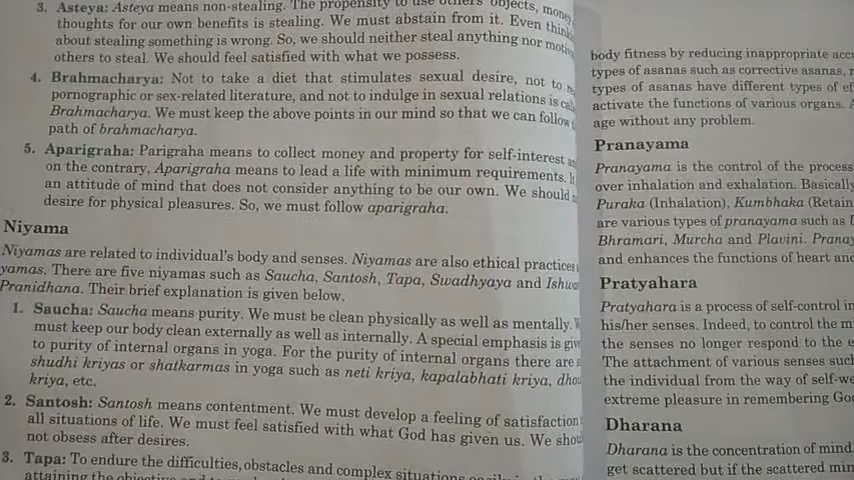 3. Asteya: Asteya means non-stealing. The propensity to use others' objects, money
thoughts for our own benefits is stealing. We must abstain from it. Even think
about stealing something is wrong. So, we should neither steal anything nor motiv
others to steal. We should feel satisfied with what we possess.
4. Brahmacharya: Not to take a diet that stimulates sexual desire, not to
pornographic or sex-related literature, and not to indulge in sexual relations is
Brahmacharya. We must keep the above points in our mind so that we can follow
path of brahmacharya.
5. Aparigraha: Parigraha means to collect money and property for self-interest
on the contrary, Aparigraha means to lead a life with minimum requirements.
an attitude of mind that does not consider anything to be our own. We should
desire for physical pleasures. So, we must follow aparigraha.
Niyama
Niyamas are related to individual's body and senses. Niyamas are also ethical practices
yamas. There are five niyamas such as Saucha, Santosh, Tapa, Swadhyaya and Ishw
Pranidhana. Their brief explanation is given below.
1. Saucha: Saucha means purity. We must be clean physically as well as mentally.
must keep our body clean externally as well as internally. A special emphasis is giv
to purity of internal organs in yoga. For the purity of internal organs there are
shudhi kriyas or shatkarmas in yoga such as neti kriya, kapalabhati kriya, dho
kriya, etc.
2. Santosh: Santosh means contentment. We must develop a feeling of satisfaction
all situations of life. We must feel satisfied with what God has given us. We shou
not obsess after desires.
3. Tapa: To endure the difficulties, obstacles and complex situations
attaining the objective
body fitness by reducing inappropriate acc
types of asanas such as corrective asanas,
types of asanas have different types of ef
activate the functions of various organs.
age without any problem.
Pranayama
Pranayama is the control of the process
over inhalation and exhalation. Basically
Puraka (Inhalation), Kumbhaka (Retain
are various types of pranayama such as
Bhramari, Murcha and Plavini. Pranay
and enhances the functions of heart and
Pratyahara
Pratyahara is a process of self-control in
his/her senses. Indeed, to control the m
the senses no longer respond to the e
The attachment of various senses such
the individual from the way of self-we
extreme pleasure in remembering God
Dharana
Dharana is the concentration of mind
get scattered but if the scattered min